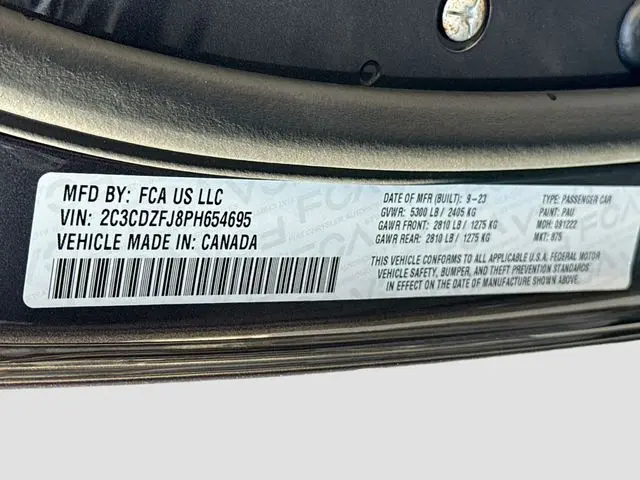 MFD BY: FCA US LLC
VIN: 2C3CDZFJ8PH654695
VEHICLE MADE IN: CANADA
DATE OF MFR (BUILT): 9-23
GVWR: 5300 LB / 2405 KG
GAWR FRONT: 2810 LB / 1275 KG
GAWR REAR: 2810 LB / 1275 KG
TYPE: PASSENGER CAR
PAINT: PAU
MDH: 091222
MKT: 875
THIS VEHICLE CONFORMS TO ALL APPLICABLE U.S.A. FEDERAL MOTOR
VEHICLE SAFETY, BUMPER, AND THEFT PREVENTION STANDARDS
IN EFFECT ON THE DATE OF MANUFACTURE SHOWN ABOVE.